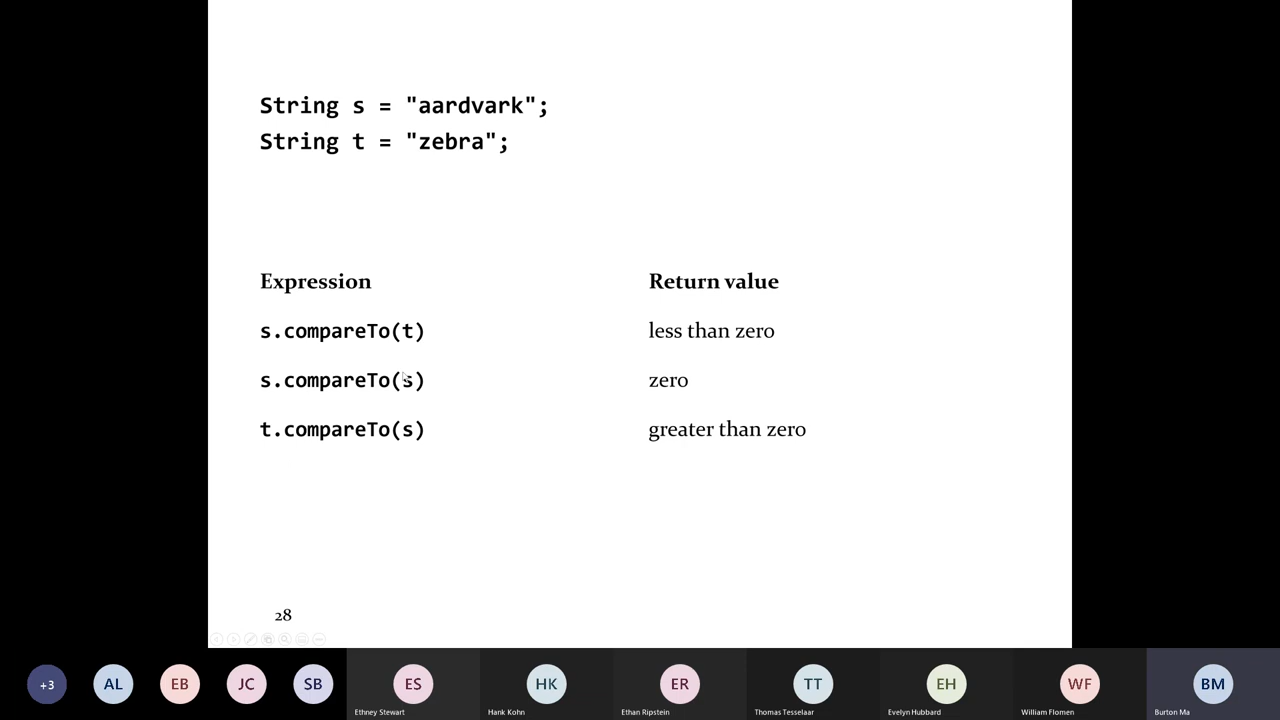 String s = "aardvark";
String t = "zebra";
Expression Return value
s.compareTo(t) less than zero
s.compareTo(s) zero
t.compareTo(s) greater than zero
28
+3 AL EB JC SB ES HK ER TT EH WF BM
Ethney Stewart Hank Kohn Ethan Ripstein Thomas Tesselaar Evelyn Hubbard William Flomen Burton Ma